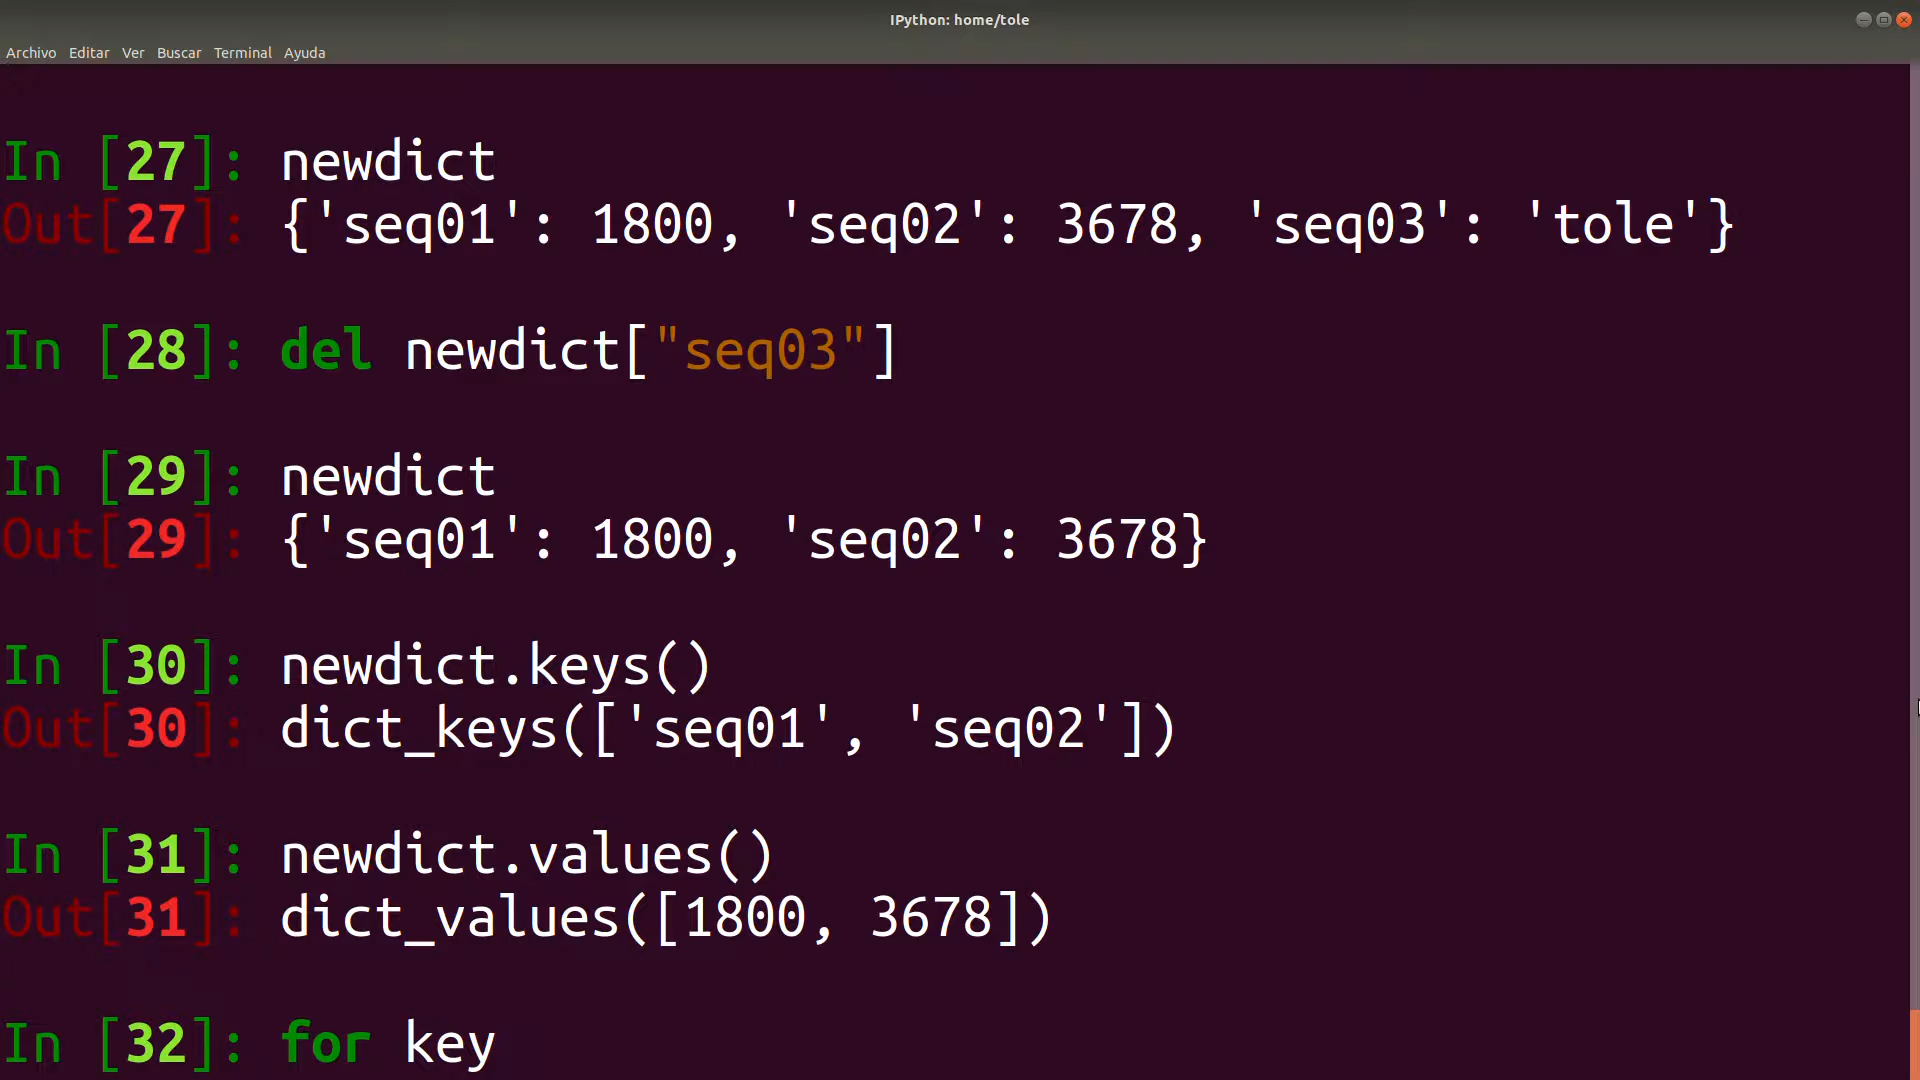 IPython: home/tole
Archivo Editar Ver Buscar Terminal Ayuda
In [27]: newdict
Out[27]: {'seq01': 1800, 'seq02': 3678, 'seq03': 'tole'}
In [28]: del newdict["seq03"]
In [29]: newdict
Out[29]: {'seq01': 1800, 'seq02': 3678}
In [30]: newdict.keys()
Out[30]: dict_keys(['seq01', 'seq02'])
In [31]: newdict.values()
Out[31]: dict_values([1800, 3678])
In [32]: for key